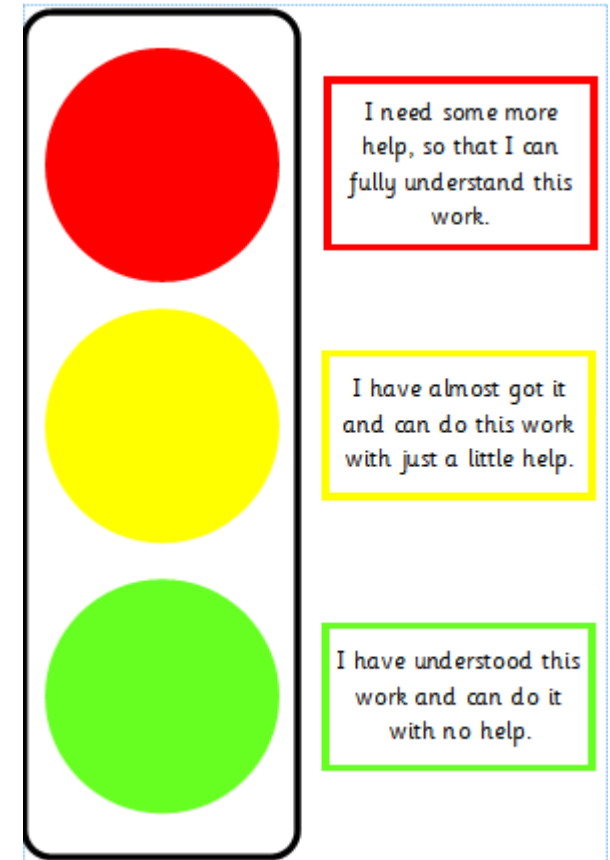 I need some more
help, so that I can
fully understand this
work.
I have almost got it
and can do this work
with just a little help.
I have understood this
work and can do it
with no help.